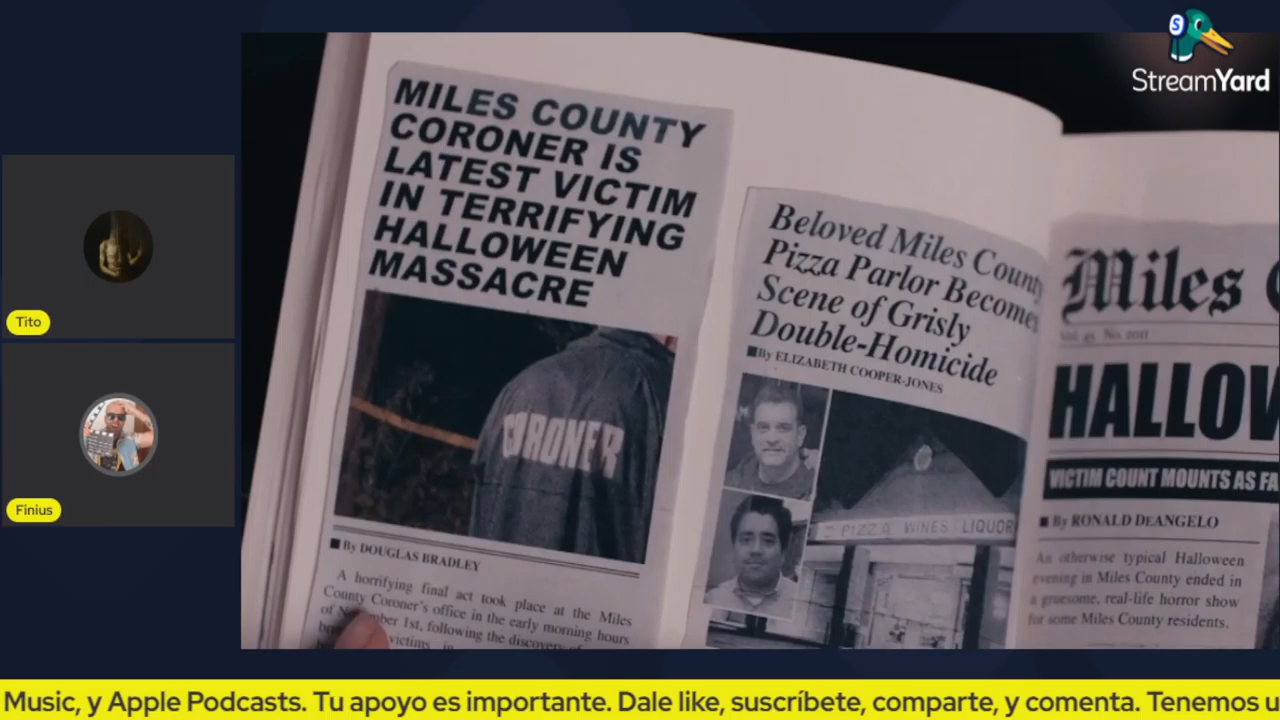 StreamYard
MILES COUNTY
CORONER IS
LATEST VICTIM
IN TERRIFYING
HALLOWEEN
MASSACRE
CORONER
By DOUGLAS BRADLEY
A horrifying final act took place at the Miles
County Coroner's office in the early morning hours
1st, following the discovery of
victims in
Beloved Miles County
Pizza Parlor Becomes
Scene of Grisly
Double-Homicide
By ELIZABETH COOPER-JONES
PIZZA WINES LIQUOR
Miles
HALLOW
VICTIM COUNT MOUNTS AS FA
By RONALD DEANGELO
An otherwise typical Halloween
evening in Miles County ended in
a gruesome, real-life horror show
for some Miles County residents.
Tito
Finius
Music, y Apple Podcasts. Tu apoyo es importante. Dale like, suscríbete, comparte, y comenta. Tenemos u